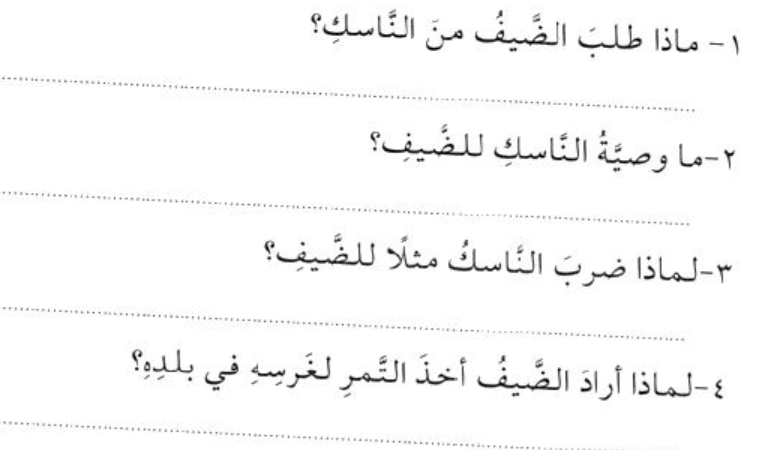 ١- ماذا طلبَ الضَّيفُ منَ النَّاسكِ؟
٢-ما وصيَّةُ النَّاسكِ للضَّيفِ؟
٣-لماذا ضربَ النَّاسكُ مثلًا للضَّيفِ؟
٤-لماذا أرادَ الضَّيفُ أخذَ التَّمرِ لغَرسِهِ في بلدِهِ؟